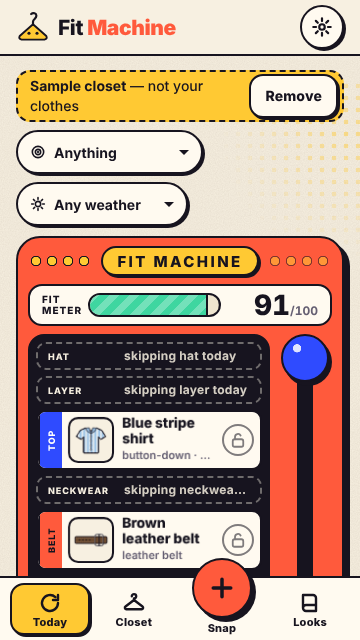 Fit Machine
Sample closet — not your
clothes
Remove
Anything
Any weather
FIT MACHINE
FIT
METER
91/100
HAT
skipping hat today
LAYER
skipping layer today
TOP
Blue stripe
shirt
button-down · ...
NECKWEAR
skipping neckwea...
BELT
Brown
leather belt
leather belt
Today
Closet
Snap
Looks